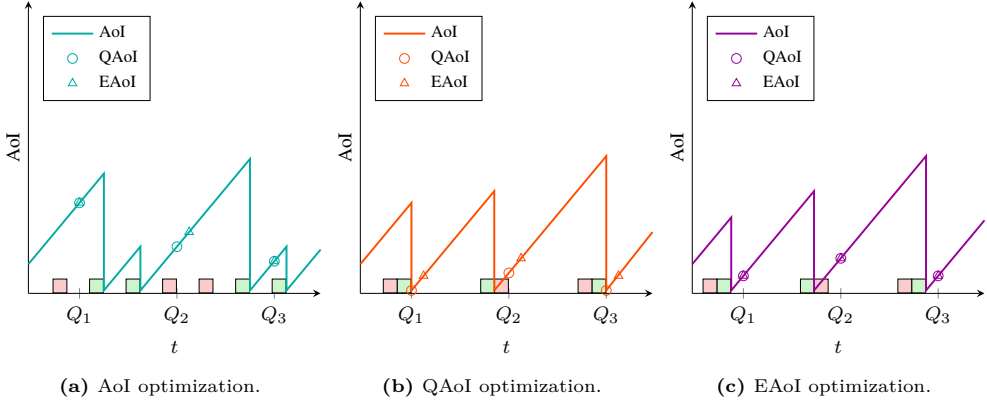 AoI
AoI
QAoI
EAoI
Q1
Q2
Q3
t
(a) AoI optimization.
AoI
AoI
QAoI
EAoI
Q1
Q2
Q3
t
(b) QAoI optimization.
AoI
AoI
QAoI
EAoI
Q1
Q2
Q3
t
(c) EAoI optimization.